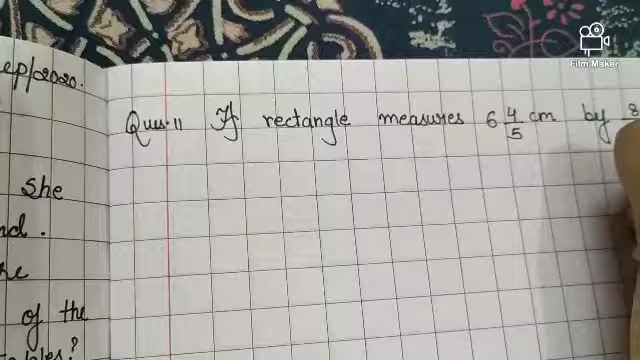 ep/2020.
Ques.11 If rectangle measures 6 4/5 cm by 8
she
nd.
he
of the
Film Maker